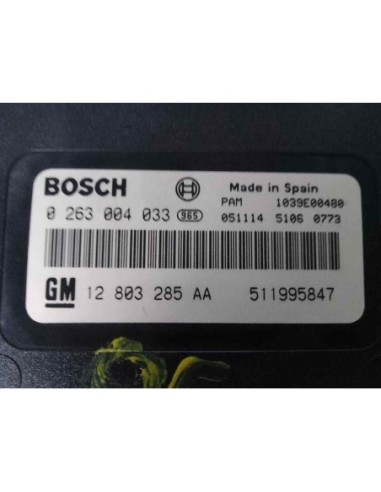 BOSCH Made in Spain
0 263 004 033 965 PAM 1039E00480
051114 5106 0773
GM 12 803 285 AA 511995847